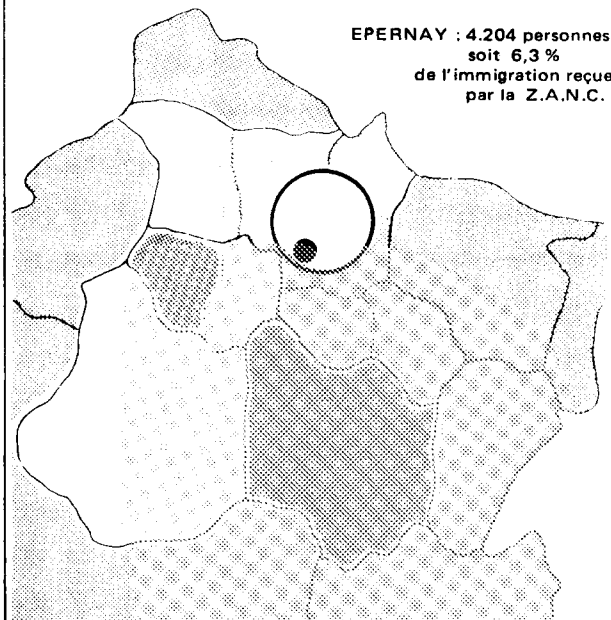 EPERNAY : 4.204 personnes
soit 6,3 %
de l'immigration reçue
par la Z.A.N.C.